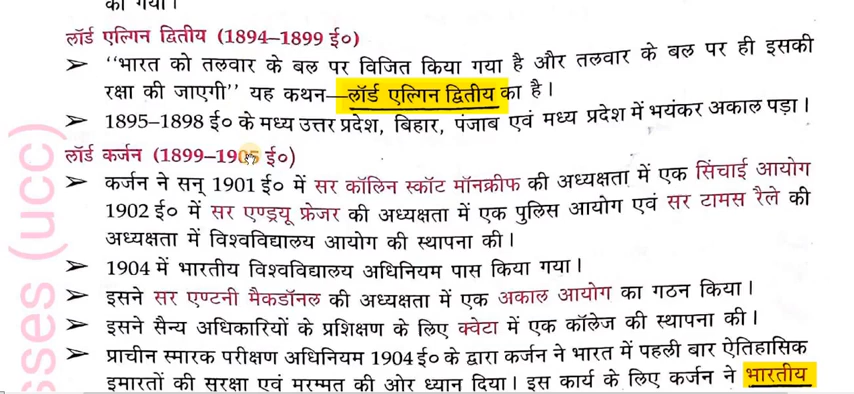 का गया।
लॉर्ड एल्गिन द्वितीय (1894–1899 ई०)
➢ ‘‘भारत को तलवार के बल पर विजित किया गया है और तलवार के बल पर ही इसकी
रक्षा की जाएगी’’ यह कथन—लॉर्ड एल्गिन द्वितीय का है।
➢ 1895–1898 ई० के मध्य उत्तर प्रदेश, बिहार, पंजाब एवं मध्य प्रदेश में भयंकर अकाल पड़ा।
लॉर्ड कर्जन (1899–1905 ई०)
➢ कर्जन ने सन् 1901 ई० में सर कॉलिन स्कॉट मॉनक्रीफ की अध्यक्षता में एक सिंचाई आयोग
1902 ई० में सर एण्ड्रयू फ्रेजर की अध्यक्षता में एक पुलिस आयोग एवं सर टामस रैले की
अध्यक्षता में विश्वविद्यालय आयोग की स्थापना की।
➢ 1904 में भारतीय विश्वविद्यालय अधिनियम पास किया गया।
➢ इसने सर एण्टनी मैकडॉनल की अध्यक्षता में एक अकाल आयोग का गठन किया।
➢ इसने सैन्य अधिकारियों के प्रशिक्षण के लिए क्वेटा में एक कॉलेज की स्थापना की।
➢ प्राचीन स्मारक परीक्षण अधिनियम 1904 ई० के द्वारा कर्जन ने भारत में पहली बार ऐतिहासिक
इमारतों की सुरक्षा एवं मरम्मत की ओर ध्यान दिया। इस कार्य के लिए कर्जन ने भारतीय
sses (ucc)